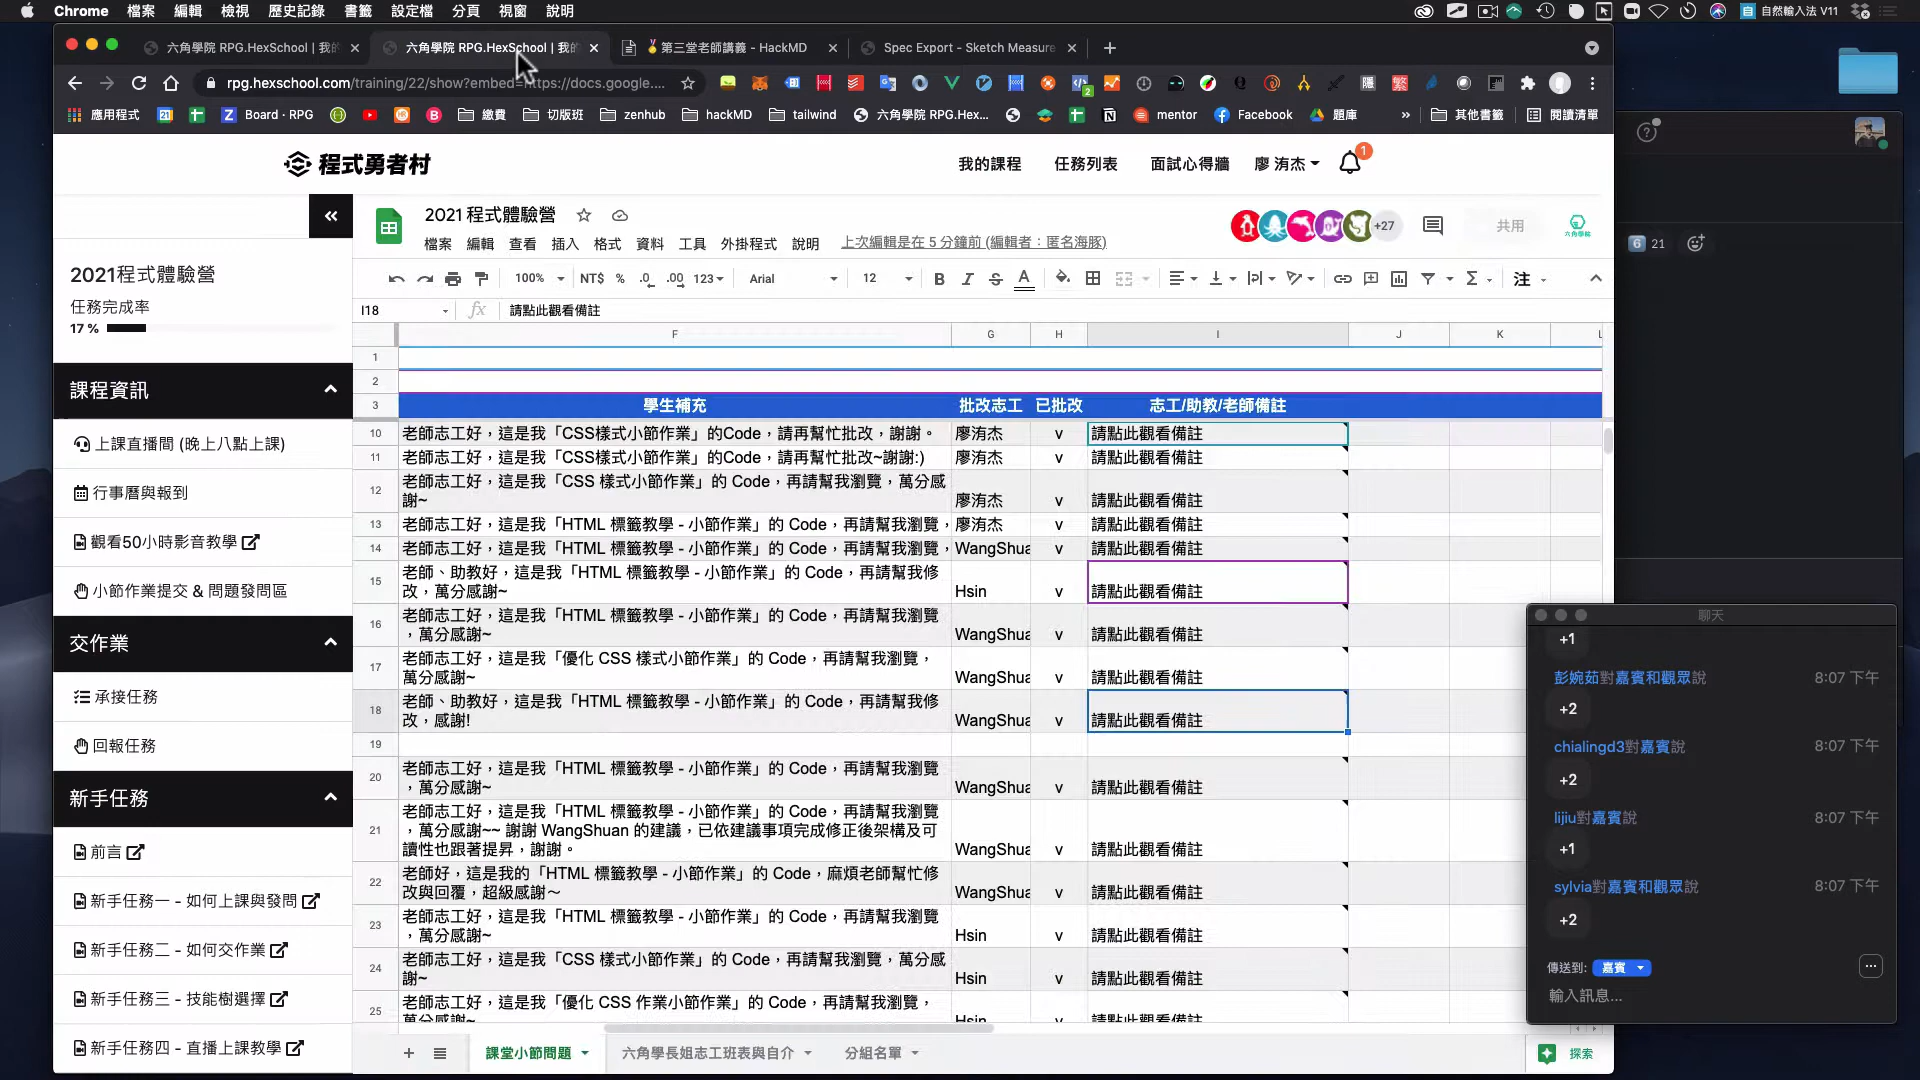 Chrome 檔案 編輯 檢視 歷史記錄 書籤 設定檔 分頁 視窗 說明
自然輸入法 V11
六角學院 RPG.HexSchool | 我的
六角學院 RPG.HexSchool | 我的
第三堂老師講義 - HackMD
Spec Export - Sketch Measure
rpg.hexschool.com/training/22/show?embed=https://docs.google....
應用程式
Board · RPG
繳費
切版班
zenhub
hackMD
tailwind
六角學院 RPG.Hex...
mentor
Facebook
題庫
»
其他書籤
閱讀清單
程式勇者村
我的課程 任務列表 面試心得牆 廖 洧杰
1
2021程式體驗營
任務完成率
17 %
課程資訊
上課直播間 (晚上八點上課)
行事曆與報到
觀看50小時影音教學
小節作業提交 & 問題發問區
交作業
承接任務
回報任務
新手任務
前言
新手任務一 - 如何上課與發問
新手任務二 - 如何交作業
新手任務三 - 技能樹選擇
新手任務四 - 直播上課教學
2021 程式體驗營
檔案 編輯 查看 插入 格式 資料 工具 外掛程式 說明
上次編輯是在 5 分鐘前 (編輯者：匿名海豚)
+27
共用
六角學院
100% NT$ % .0 .00 123 Arial 12 B I S A Σ 注
I18 fx 請點此觀看備註
F G H I J K L
1
2
3 學生補充 批改志工 已批改 志工/助教/老師備註
10 老師志工好，這是我「CSS樣式小節作業」的Code，請再幫忙批改，謝謝。 廖洧杰 v 請點此觀看備註
11 老師志工好，這是我「CSS樣式小節作業」的Code，請再幫忙批改~謝謝:) 廖洧杰 v 請點此觀看備註
12 老師志工好，這是我「CSS 樣式小節作業」的 Code，再請幫我瀏覽，萬分感
謝~ 廖洧杰 v 請點此觀看備註
13 老師志工好，這是我「HTML 標籤教學 - 小節作業」的 Code，再請幫我瀏覽， 廖洧杰 v 請點此觀看備註
14 老師志工好，這是我「HTML 標籤教學 - 小節作業」的 Code，再請幫我瀏覽， WangShua v 請點此觀看備註
15 老師、助教好，這是我「HTML 標籤教學 - 小節作業」的 Code，再請幫我修
改，萬分感謝~ Hsin v 請點此觀看備註
16 老師志工好，這是我「HTML 標籤教學 - 小節作業」的 Code，再請幫我瀏覽
，萬分感謝~ WangShua v 請點此觀看備註
17 老師志工好，這是我「優化 CSS 樣式小節作業」的 Code，再請幫我瀏覽，
萬分感謝~ WangShua v 請點此觀看備註
18 老師、助教好，這是我「HTML 標籤教學 - 小節作業」的 Code，再請幫我修
改，感謝! WangShua v 請點此觀看備註
19
20 老師志工好，這是我「HTML 標籤教學 - 小節作業」的 Code，再請幫我瀏覽
，萬分感謝~ WangShua v 請點此觀看備註
21 老師志工好，這是我「HTML 標籤教學 - 小節作業」的 Code，再請幫我瀏覽
，萬分感謝~~ 謝謝 WangShuan 的建議，已依建議事項完成修正後架構及可
讀性也跟著提昇，謝謝。 WangShua v 請點此觀看備註
22 老師好，這是我的「HTML 標籤教學 - 小節作業」的 Code，麻煩老師幫忙修
改與回覆，超級感謝～ WangShua v 請點此觀看備註
23 老師志工好，這是我「HTML 標籤教學 - 小節作業」的 Code，再請幫我瀏覽
，萬分感謝~ Hsin v 請點此觀看備註
24 老師志工好，這是我「CSS 樣式小節作業」的 Code，再請幫我瀏覽，萬分感
謝~ Hsin v 請點此觀看備註
25 老師志工好，這是我「優化 CSS 作業小節作業」的 Code，再請幫我瀏覽，
萬分感謝~ Hsin v 請點此觀看備註
課堂小節問題 六角學長姐志工班表與自介 分組名單
探索
6 21
聊天
+1
彭婉茹對嘉賓和觀眾說 8:07 下午
+2
chialingd3對嘉賓說 8:07 下午
+2
lijiu對嘉賓說 8:07 下午
+1
sylvia對嘉賓和觀眾說 8:07 下午
+2
傳送到: 嘉賓
輸入訊息...